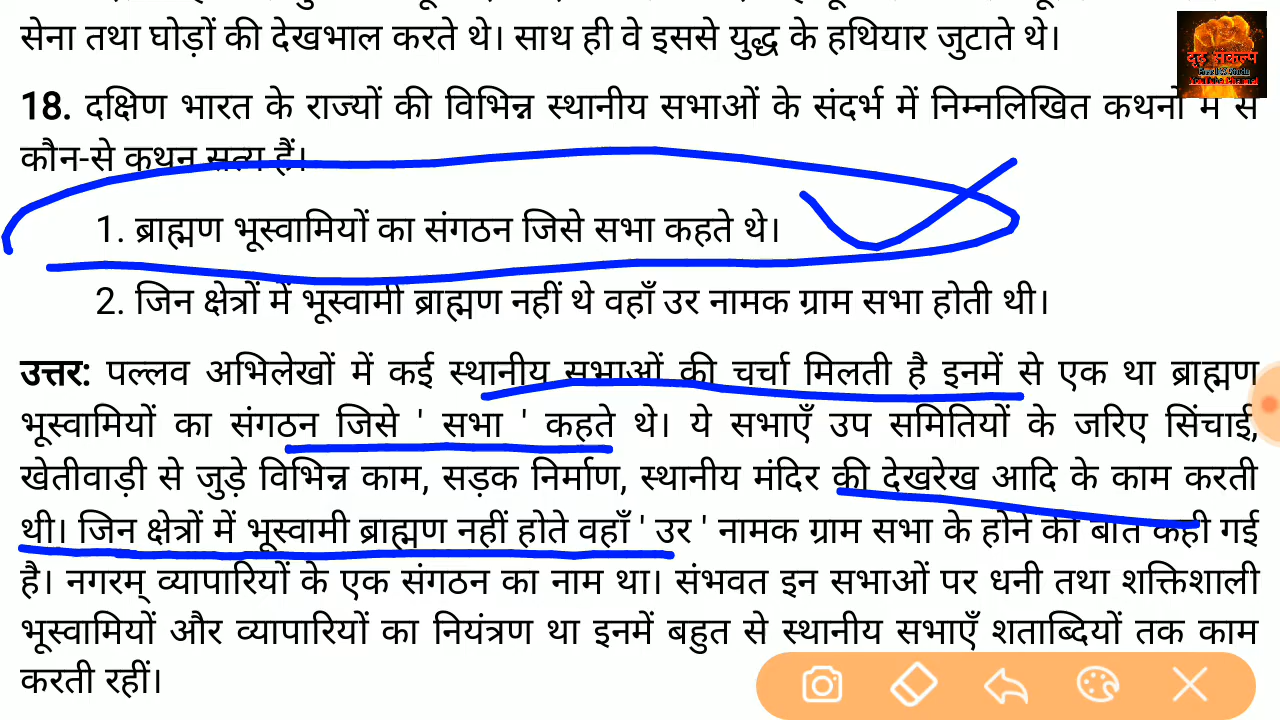 सेना तथा घोड़ों की देखभाल करते थे। साथ ही वे इससे युद्ध के हथियार जुटाते थे।
दृढ़ संकल्प
18. दक्षिण भारत के राज्यों की विभिन्न स्थानीय सभाओं के संदर्भ में निम्नलिखित कथनों में से
कौन-से कथन सत्य हैं।
1. ब्राह्मण भूस्वामियों का संगठन जिसे सभा कहते थे।
2. जिन क्षेत्रों में भूस्वामी ब्राह्मण नहीं थे वहाँ उर नामक ग्राम सभा होती थी।
उत्तर: पल्लव अभिलेखों में कई स्थानीय सभाओं की चर्चा मिलती है इनमें से एक था ब्राह्मण
भूस्वामियों का संगठन जिसे ' सभा ' कहते थे। ये सभाएँ उप समितियों के जरिए सिंचाई,
खेतीवाड़ी से जुड़े विभिन्न काम, सड़क निर्माण, स्थानीय मंदिर की देखरेख आदि के काम करती
थी। जिन क्षेत्रों में भूस्वामी ब्राह्मण नहीं होते वहाँ ' उर ' नामक ग्राम सभा के होने की बात कही गई
है। नगरम् व्यापारियों के एक संगठन का नाम था। संभवत इन सभाओं पर धनी तथा शक्तिशाली
भूस्वामियों और व्यापारियों का नियंत्रण था इनमें बहुत से स्थानीय सभाएँ शताब्दियों तक काम
करती रहीं।